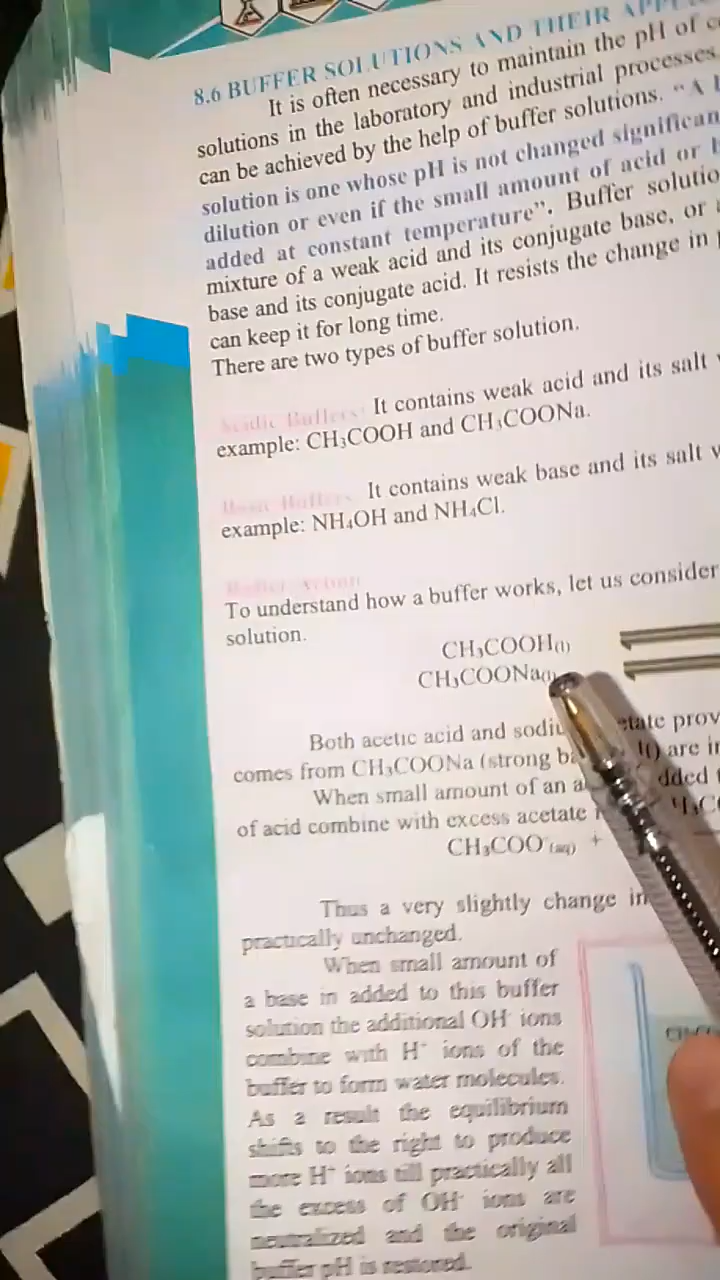 8.6 BUFFER SOLUTIONS AND THEIR
It is often necessary to maintain the pH of
solutions in the laboratory and industrial processes.
can be achieved by the help of buffer solutions. "A
solution is one whose pH is not changed significan
dilution or even if the small amount of acid or
added at constant temperature". Buffer solutio
mixture of a weak acid and its conjugate base, or
base and its conjugate acid. It resists the change in
can keep it for long time.
There are two types of buffer solution.
Acidic Buffers: It contains weak acid and its salt
example: CH₃COOH and CH₃COONa.
Basic Buffers: It contains weak base and its salt
example: NH₄OH and NH₄Cl.
Buffer Action
To understand how a buffer works, let us consider
solution.
CH₃COOH(l)
CH₃COONa(l)
Both acetic acid and sodiu etate prov
comes from CH₃COONa (strong are in
When small amount of an a dded
of acid combine with excess acetate
CH₃COO⁻(aq) +
Thus a very slightly change in
practically unchanged.
When small amount of
a base in added to this buffer
solution the additional OH⁻ ions
combine with H⁺ ions of the
buffer to form water molecules.
As a result the equilibrium
shifts to the right to produce
more H⁺ ions till practically all
the excess of OH⁻ ions are
neutralized and the original
buffer pH is restored.